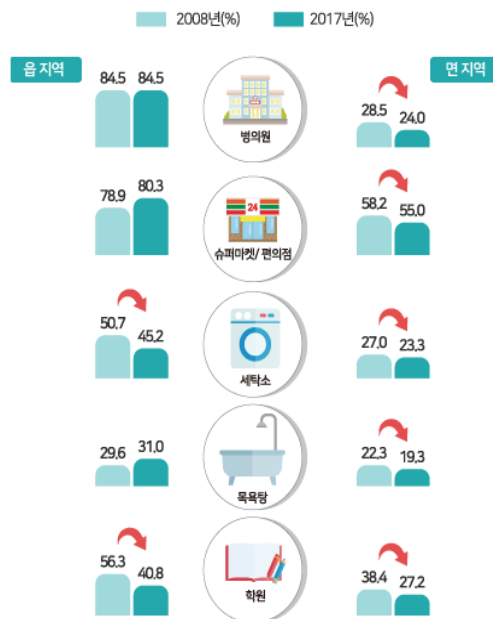 2008년(%) 2017년(%)
읍 지역 면 지역
84.5 84.5 28.5 24.0
병의원
78.9 80.3 58.2 55.0
24
슈퍼마켓/ 편의점
50.7 45.2 27.0 23.3
세탁소
29.6 31.0 22.3 19.3
목욕탕
56.3 40.8 38.4 27.2
학원